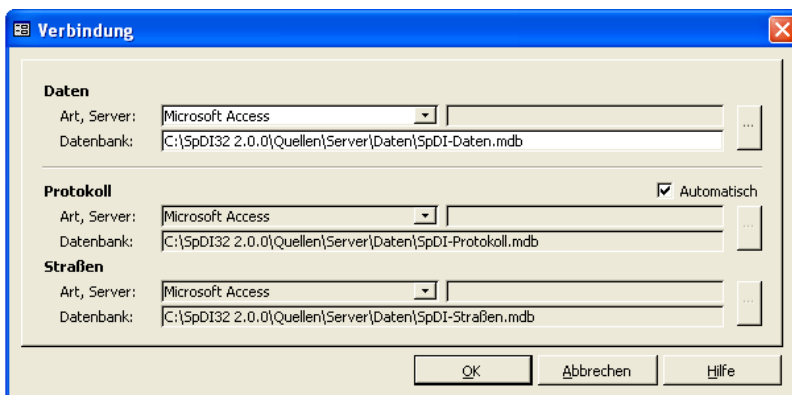 Verbindung
Daten
Art, Server: Microsoft Access
...
Datenbank: C:\SpDI32 2.0.0\Quellen\Server\Daten\SpDI-Daten.mdb
Protokoll Automatisch
Art, Server: Microsoft Access
...
Datenbank: C:\SpDI32 2.0.0\Quellen\Server\Daten\SpDI-Protokoll.mdb
Straßen
Art, Server: Microsoft Access
...
Datenbank: C:\SpDI32 2.0.0\Quellen\Server\Daten\SpDI-Straßen.mdb
OK Abbrechen Hilfe